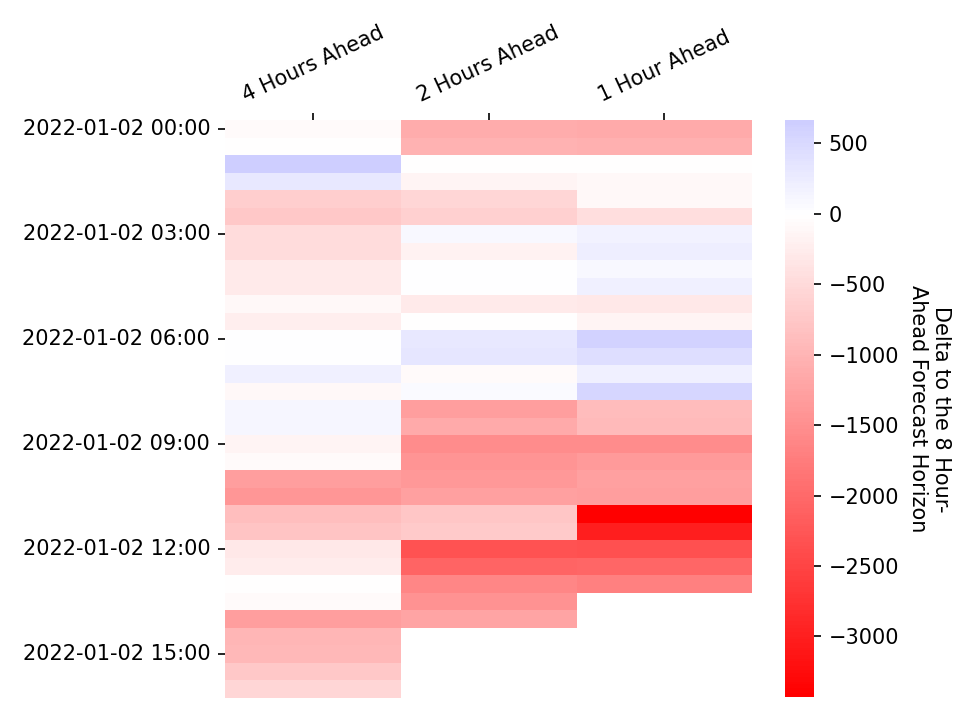 4 Hours Ahead
2 Hours Ahead
1 Hour Ahead
2022-01-02 00:00
2022-01-02 03:00
2022-01-02 06:00
2022-01-02 09:00
2022-01-02 12:00
2022-01-02 15:00
500
0
−500
−1000
−1500
−2000
−2500
−3000
Delta to the 8 Hour-
Ahead Forecast Horizon